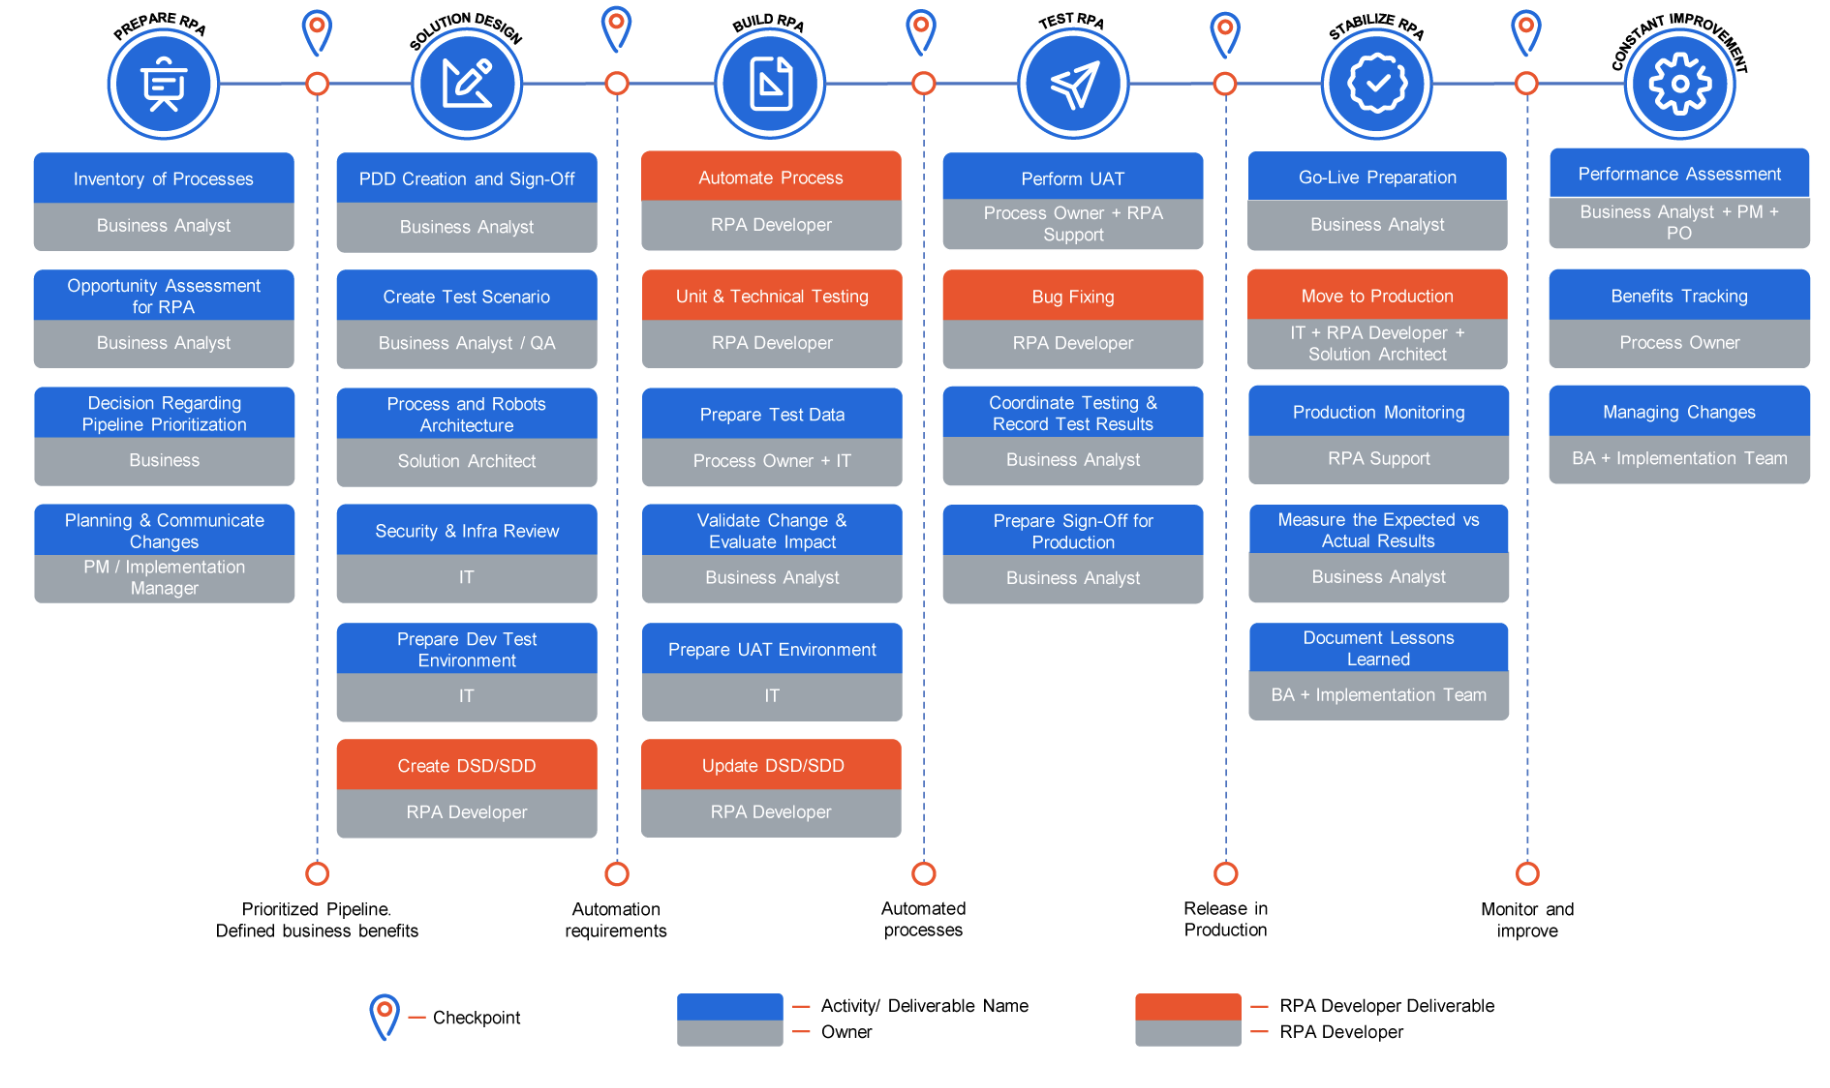 PREPARE RPA
SOLUTION DESIGN
BUILD RPA
TEST RPA
STABILIZE RPA
CONSTANT IMPROVEMENT
Inventory of Processes
Business Analyst
Opportunity Assessment
for RPA
Business Analyst
Decision Regarding
Pipeline Prioritization
Business
Planning & Communicate
Changes
PM / Implementation
Manager
PDD Creation and Sign-Off
Business Analyst
Create Test Scenario
Business Analyst / QA
Process and Robots
Architecture
Solution Architect
Security & Infra Review
IT
Prepare Dev Test
Environment
IT
Create DSD/SDD
RPA Developer
Automate Process
RPA Developer
Unit & Technical Testing
RPA Developer
Prepare Test Data
Process Owner + IT
Validate Change &
Evaluate Impact
Business Analyst
Prepare UAT Environment
IT
Update DSD/SDD
RPA Developer
Perform UAT
Process Owner + RPA
Support
Bug Fixing
RPA Developer
Coordinate Testing &
Record Test Results
Business Analyst
Prepare Sign-Off for
Production
Business Analyst
Go-Live Preparation
Business Analyst
Move to Production
IT + RPA Developer +
Solution Architect
Production Monitoring
RPA Support
Measure the Expected vs
Actual Results
Business Analyst
Document Lessons
Learned
BA + Implementation Team
Performance Assessment
Business Analyst + PM +
PO
Benefits Tracking
Process Owner
Managing Changes
BA + Implementation Team
Prioritized Pipeline.
Defined business benefits
Automation
requirements
Automated
processes
Release in
Production
Monitor and
improve
Checkpoint
Activity/ Deliverable Name
Owner
RPA Developer Deliverable
RPA Developer